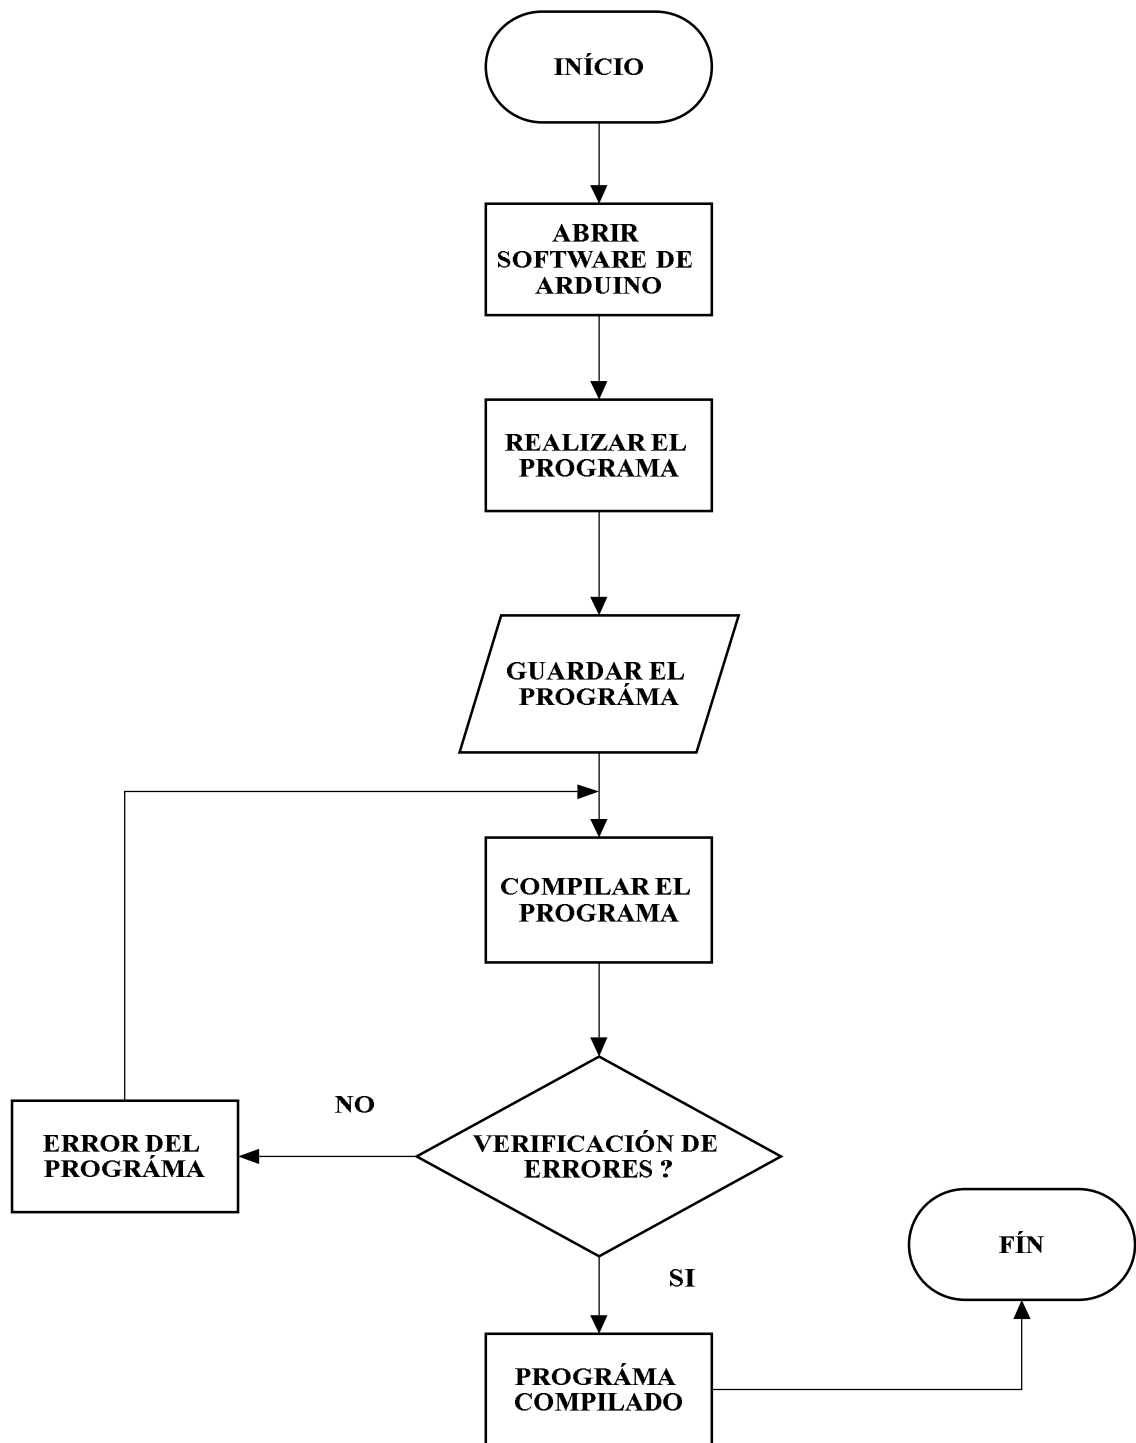 INÍCIO
ABRIR
SOFTWARE DE
ARDUINO
REALIZAR EL
PROGRAMA
GUARDAR EL
PROGRÁMA
COMPILAR EL
PROGRAMA
NO
VERIFICACIÓN DE
ERRORES ?
ERROR DEL
PROGRÁMA
SI
FÍN
PROGRÁMA
COMPILADO